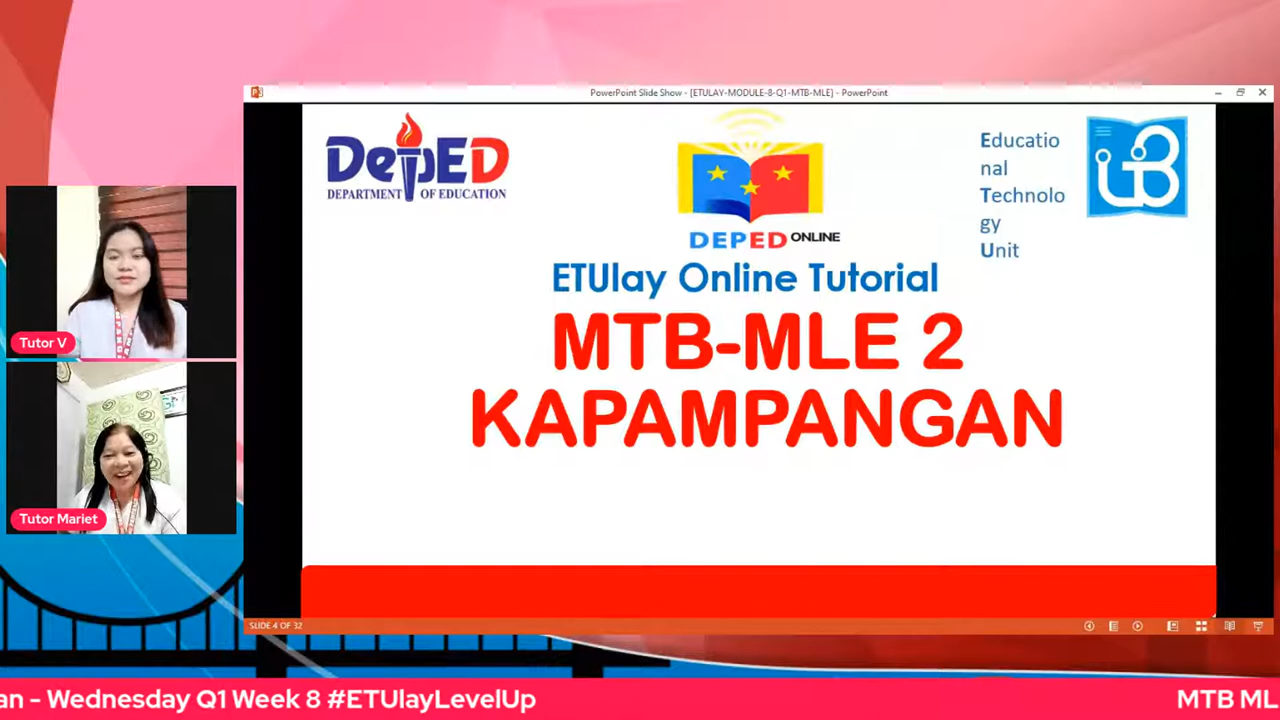 PowerPoint Slide Show - [ETULAY-MODULE-8-Q1-MTB-MLE] - PowerPoint
DepED
DEPARTMENT OF EDUCATION
DEPED ONLINE
Educatio
nal
Technolo
gy
Unit
ETUlay Online Tutorial
MTB-MLE 2
KAPAMPANGAN
Tutor V
Tutor Mariet
SLIDE 4 OF 32
an - Wednesday Q1 Week 8 #ETUlayLevelUp
MTB ML